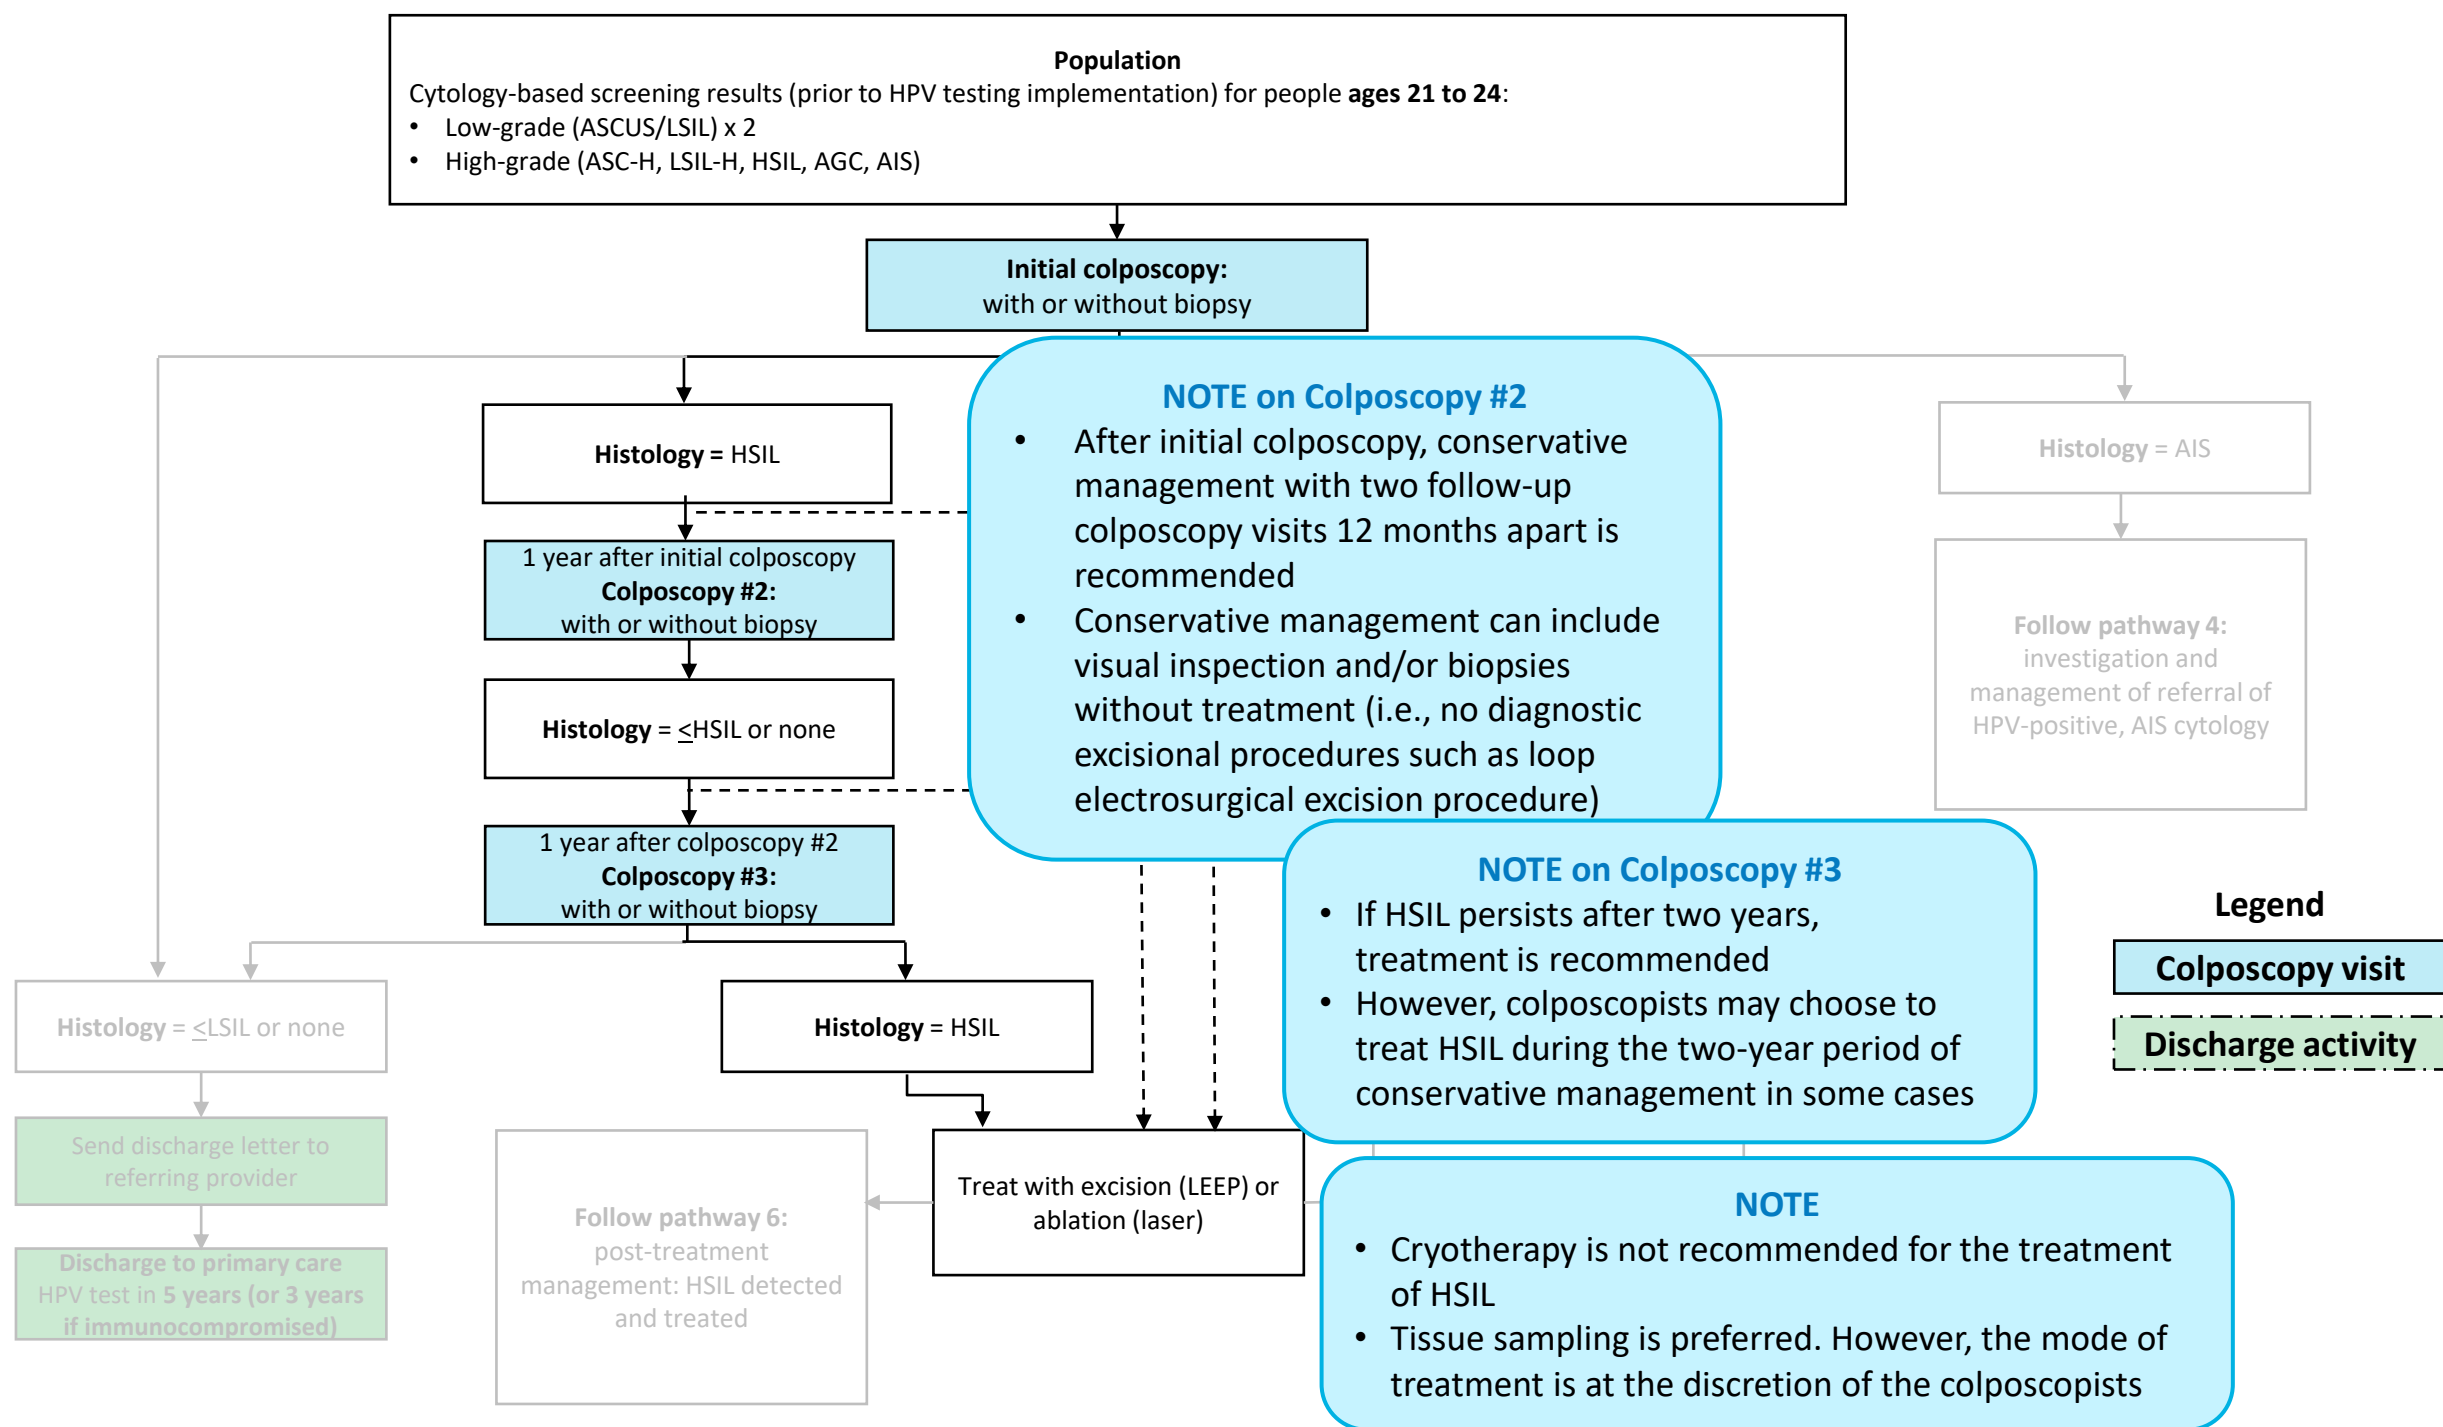 Population
Cytology-based screening results (prior to HPV testing implementation) for people ages 21 to 24:
• Low-grade (ASCUS/LSIL) x 2
• High-grade (ASC-H, LSIL-H, HSIL, AGC, AIS)
Initial colposcopy:
with or without biopsy
Histology = HSIL
1 year after initial colposcopy
Colposcopy #2:
with or without biopsy
Histology = <HSIL or none
1 year after colposcopy #2
Colposcopy #3:
with or without biopsy
NOTE on Colposcopy #2
• After initial colposcopy, conservative
management with two follow-up
colposcopy visits 12 months apart is
recommended
• Conservative management can include
visual inspection and/or biopsies
without treatment (i.e., no diagnostic
excisional procedures such as loop
electrosurgical excision procedure)
Histology = AIS
Follow pathway 4:
investigation and
management of referral of
HPV-positive, AIS cytology
NOTE on Colposcopy #3
• If HSIL persists after two years,
treatment is recommended
• However, colposcopists may choose to
treat HSIL during the two-year period of
conservative management in some cases
Legend
Colposcopy visit
Discharge activity
Histology = <LSIL or none
Send discharge letter to
referring provider
Discharge to primary care
HPV test in 5 years (or 3 years
if immunocompromised)
Histology = HSIL
Follow pathway 6:
post-treatment
management: HSIL detected
and treated
Treat with excision (LEEP) or
ablation (laser)
NOTE
• Cryotherapy is not recommended for the treatment
of HSIL
• Tissue sampling is preferred. However, the mode of
treatment is at the discretion of the colposcopists